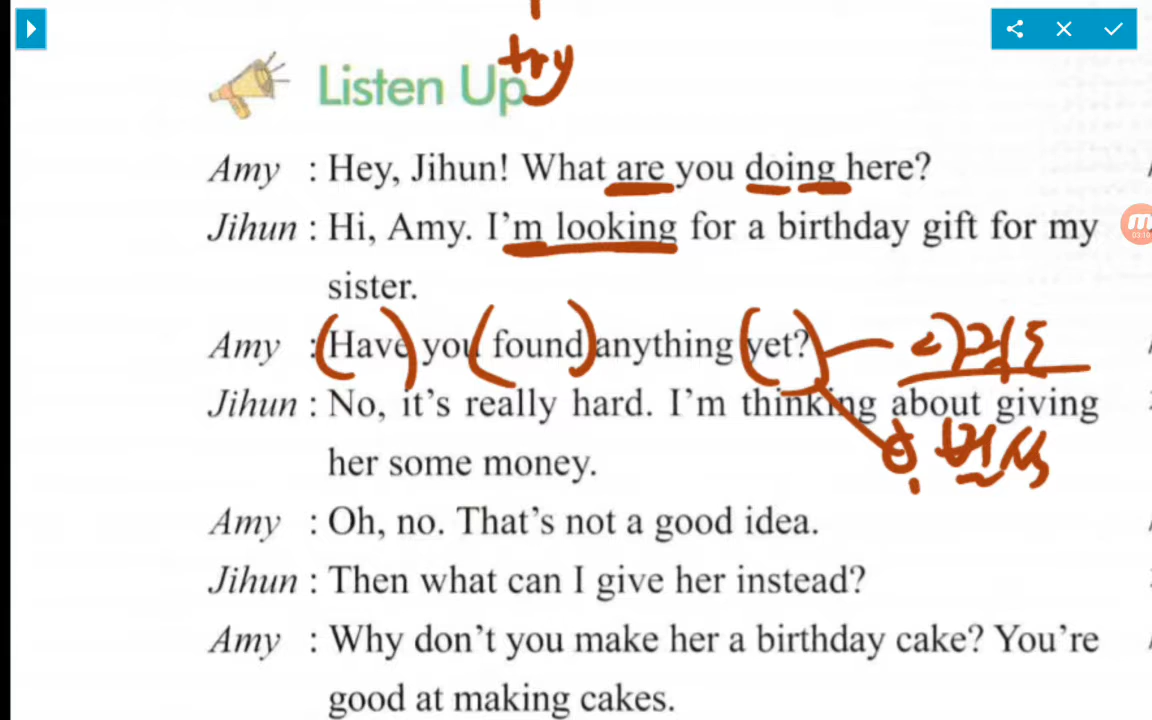 try
Listen Up
Amy : Hey, Jihun! What are you doing here?
Jihun : Hi, Amy. I'm looking for a birthday gift for my
sister.
Amy : (Have) you (found) anything (yet?)
Jihun : No, it's really hard. I'm thinking about giving
her some money.
Amy : Oh, no. That's not a good idea.
Jihun : Then what can I give her instead?
Amy : Why don't you make her a birthday cake? You're
good at making cakes.